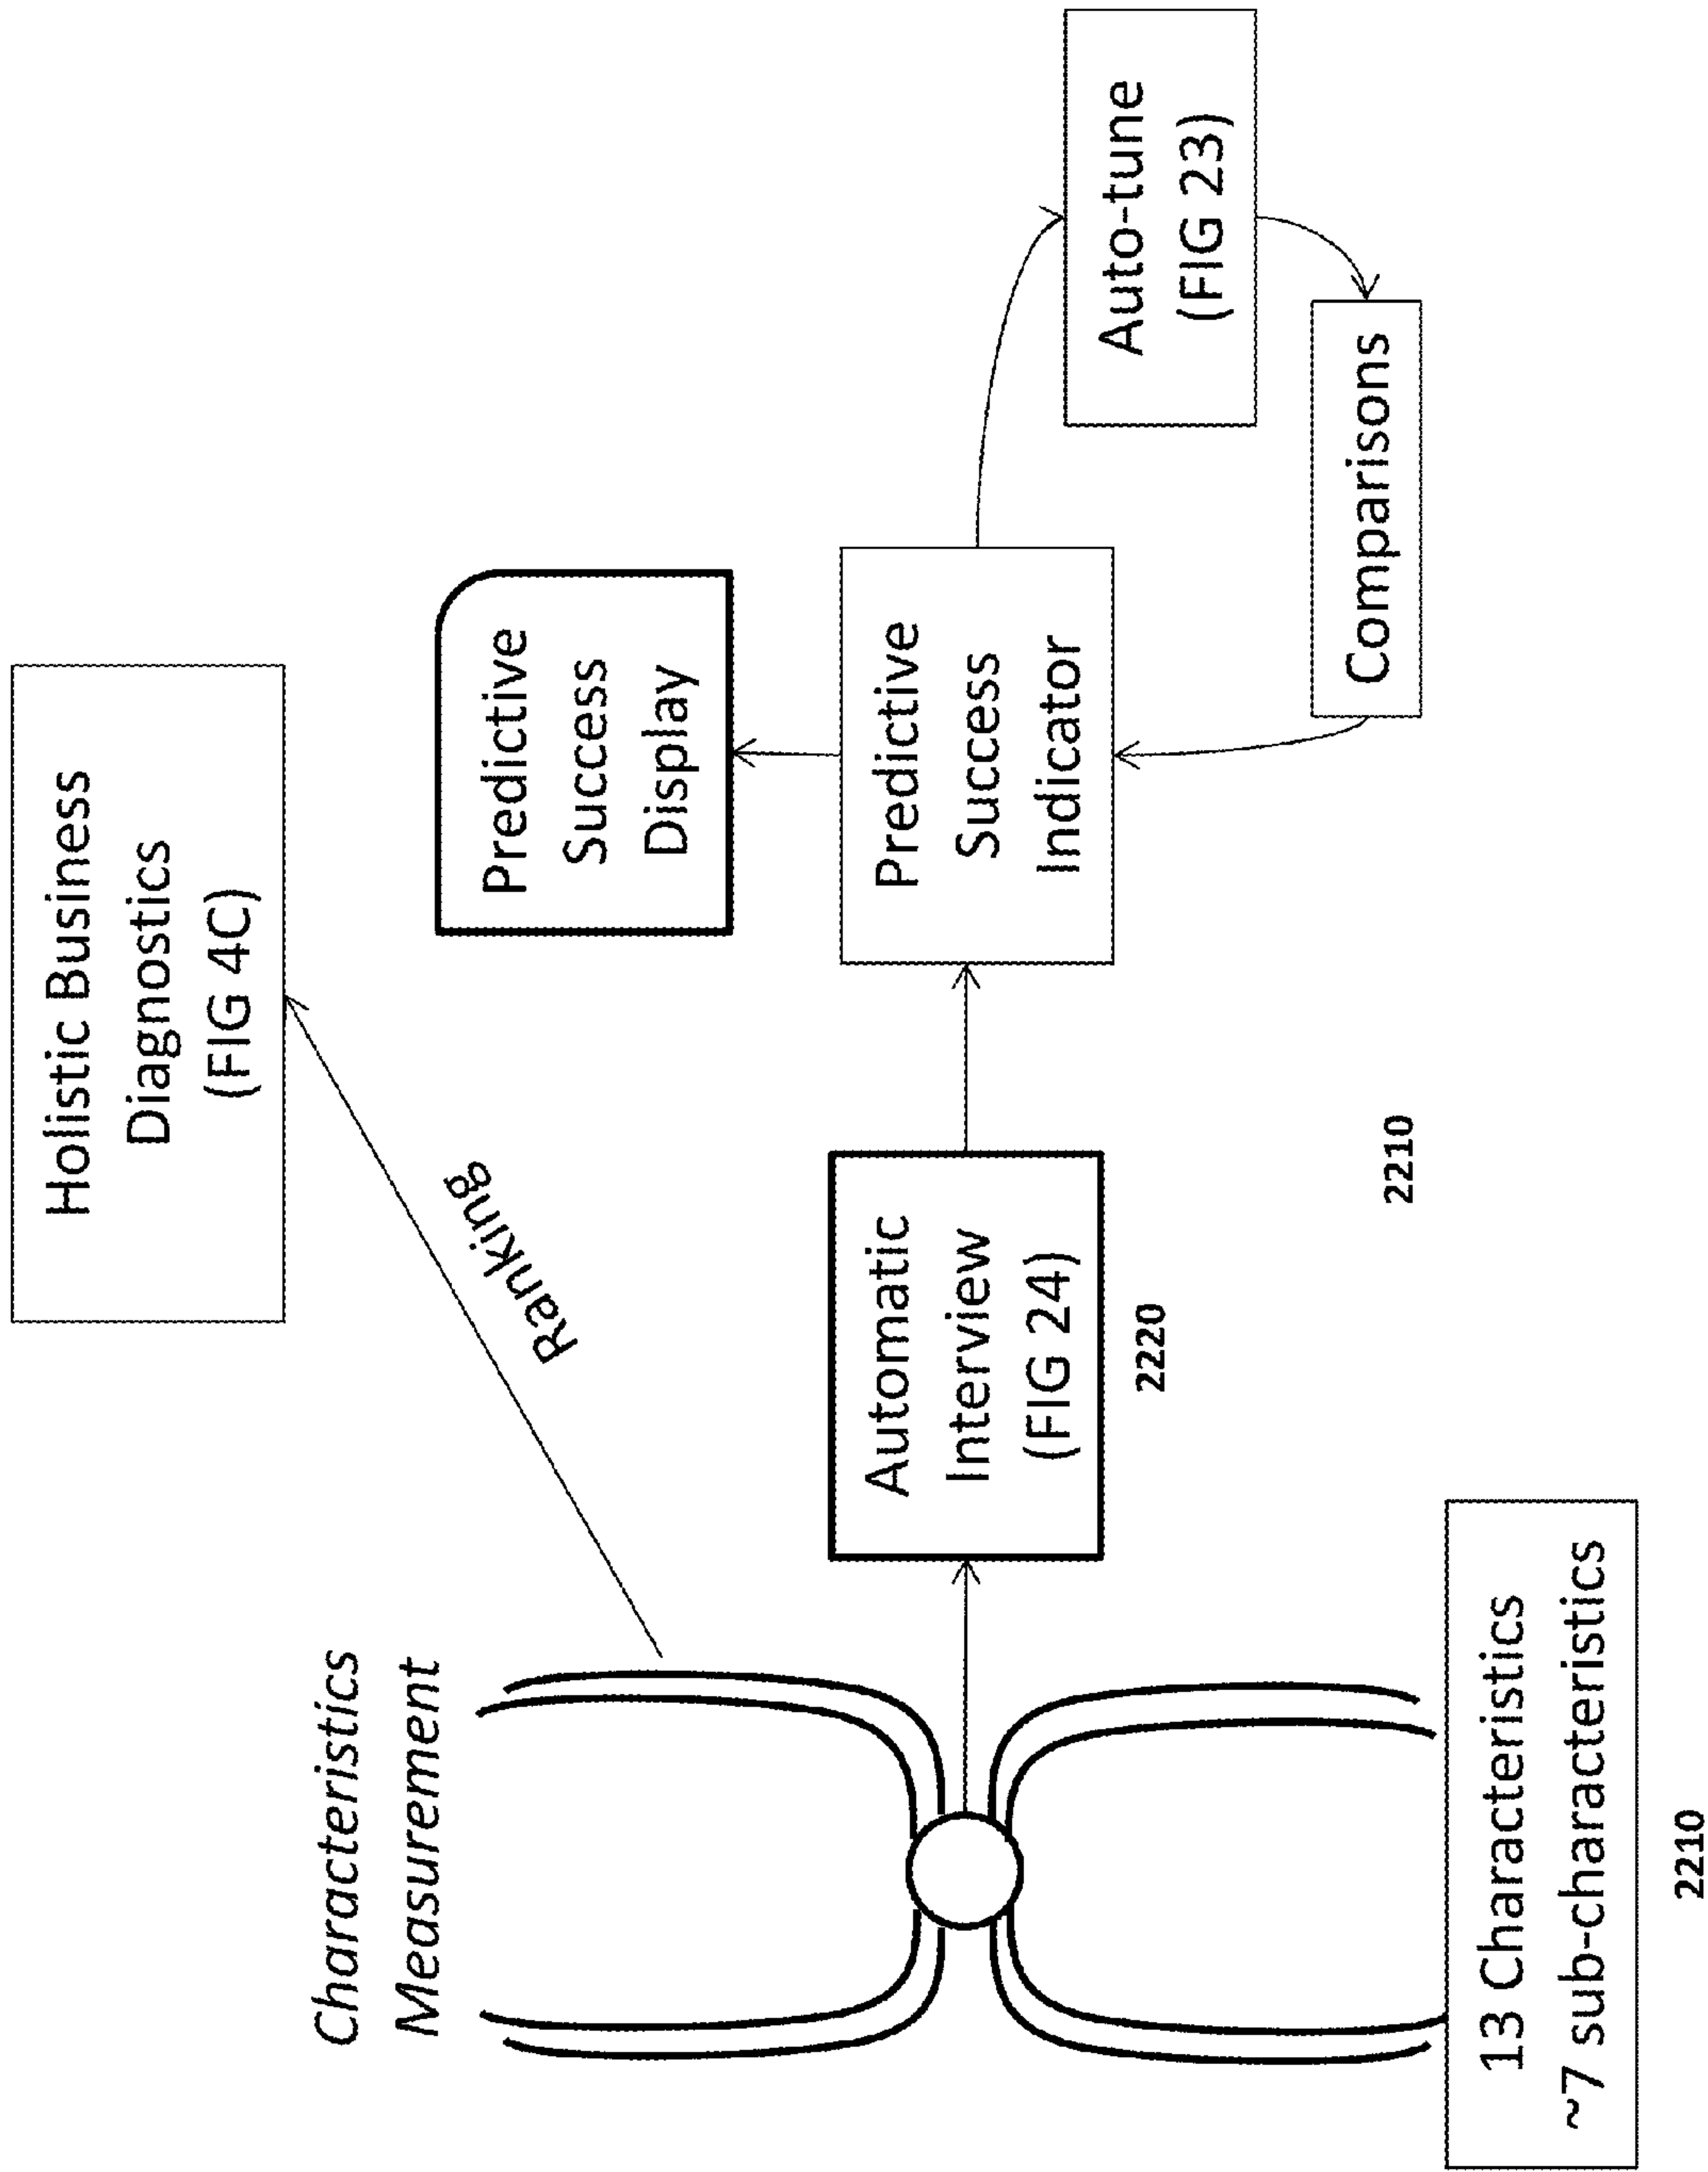 Holistic Business
Diagnostics
(FIG 4C)
Characteristics
Measurement
Ranking
Predictive
Success
Display
Automatic
Interview
(FIG 24)
2220
Predictive
Success
Indicator
Auto-tune
(FIG 23)
Comparisons
2210
13 Characteristics
~7 sub-characteristics
2210